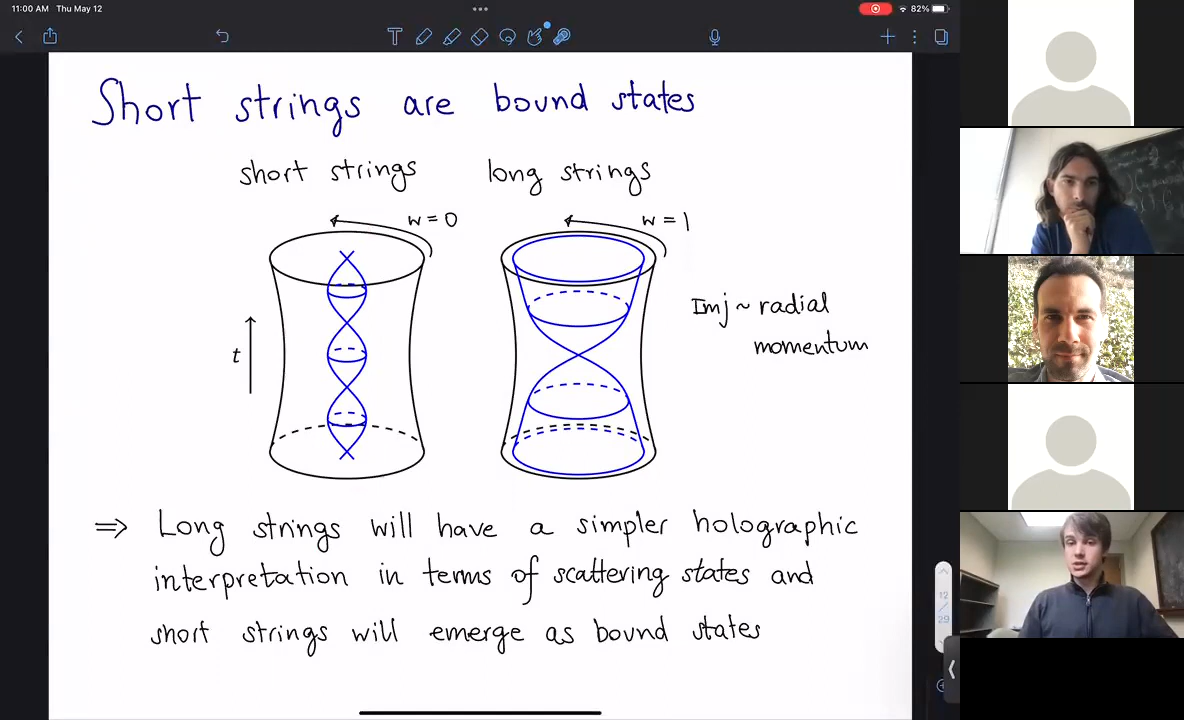 11:00 AM Thu May 12
82%
Short strings are bound states
short strings
long strings
w = 0
w = 1
t
Imj ~ radial
momentum
⇒ Long strings will have a simpler holographic
interpretation in terms of scattering states and
short strings will emerge as bound states
12
/
29